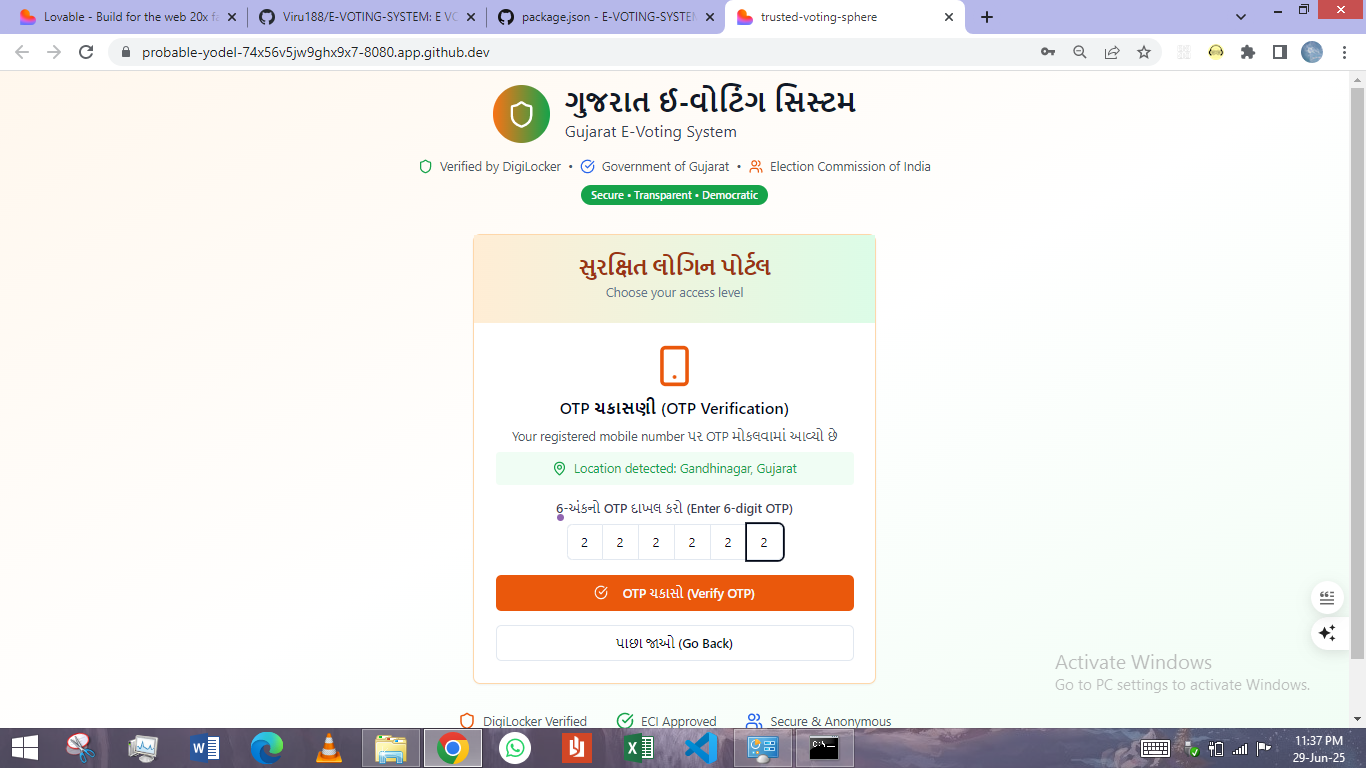 Lovable - Build for the web 20x fa
Viru188/E-VOTING-SYSTEM: E VO
package.json - E-VOTING-SYSTEM
trusted-voting-sphere
probable-yodel-74x56v5jw9ghx9x7-8080.app.github.dev
ગુજરાત ઈ-વોટિંગ સિસ્ટમ
Gujarat E-Voting System
Verified by DigiLocker • Government of Gujarat • Election Commission of India
Secure • Transparent • Democratic
સુરક્ષિત લોગિન પોર્ટલ
Choose your access level
OTP ચકાસણી (OTP Verification)
Your registered mobile number પર OTP મોકલવામાં આવ્યો છે
Location detected: Gandhinagar, Gujarat
6-અંકનો OTP દાખલ કરો (Enter 6-digit OTP)
2 2 2 2 2 2
OTP ચકાસો (Verify OTP)
પાછા જાઓ (Go Back)
Activate Windows
Go to PC settings to activate Windows.
DigiLocker Verified ECI Approved Secure & Anonymous
11:37 PM
29-Jun-25